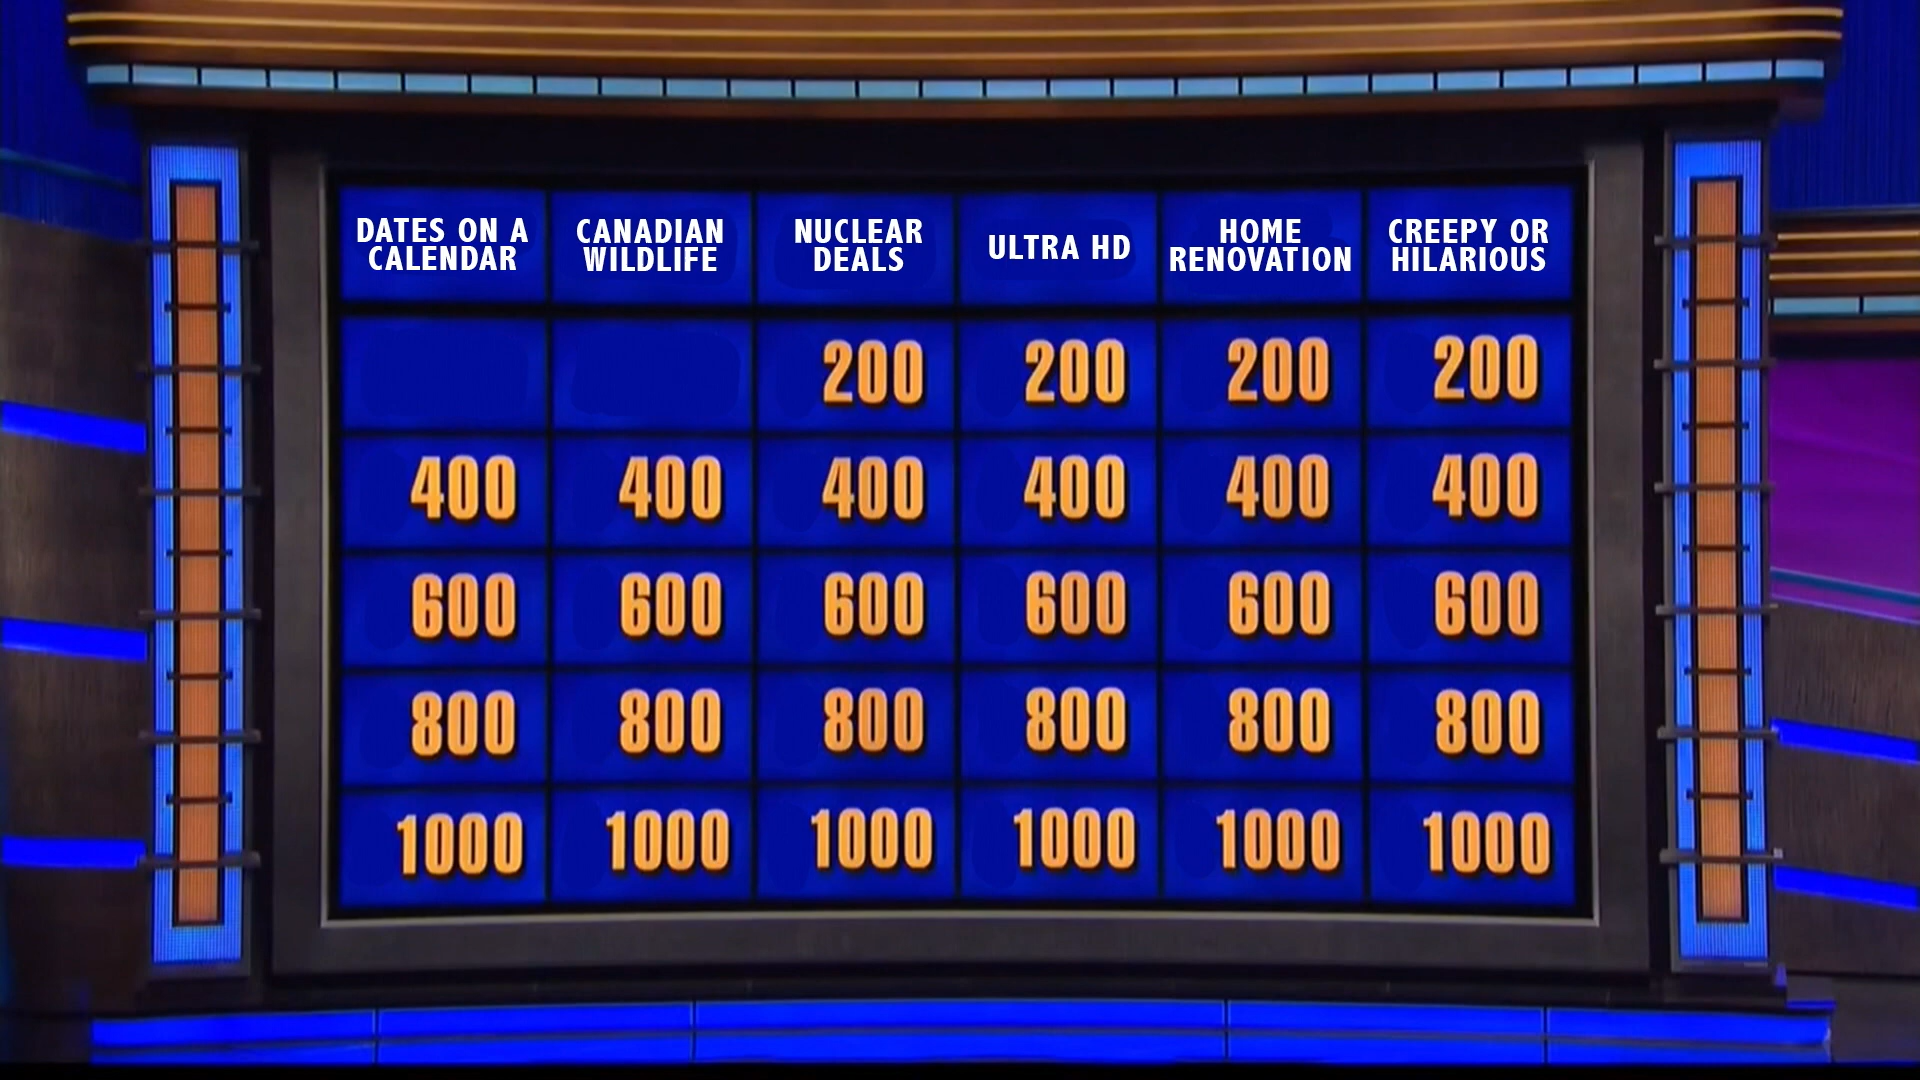 DATES ON A
CALENDAR
CANADIAN
WILDLIFE
NUCLEAR
DEALS
ULTRA HD
HOME
RENOVATION
CREEPY OR
HILARIOUS
200 200 200 200
400 400 400 400 400 400
600 600 600 600 600 600
800 800 800 800 800 800
1000 1000 1000 1000 1000 1000